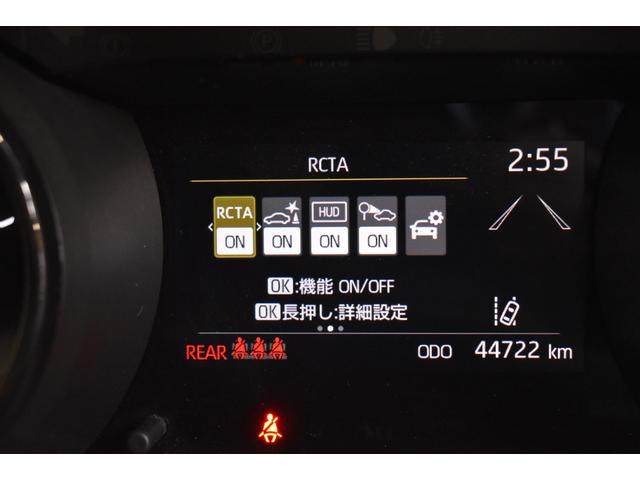 RCTA
2:55
RCTA
HUD
ON ON ON ON
OK:機能 ON/OFF
OK長押し:詳細設定
REAR
ODO 44722 km